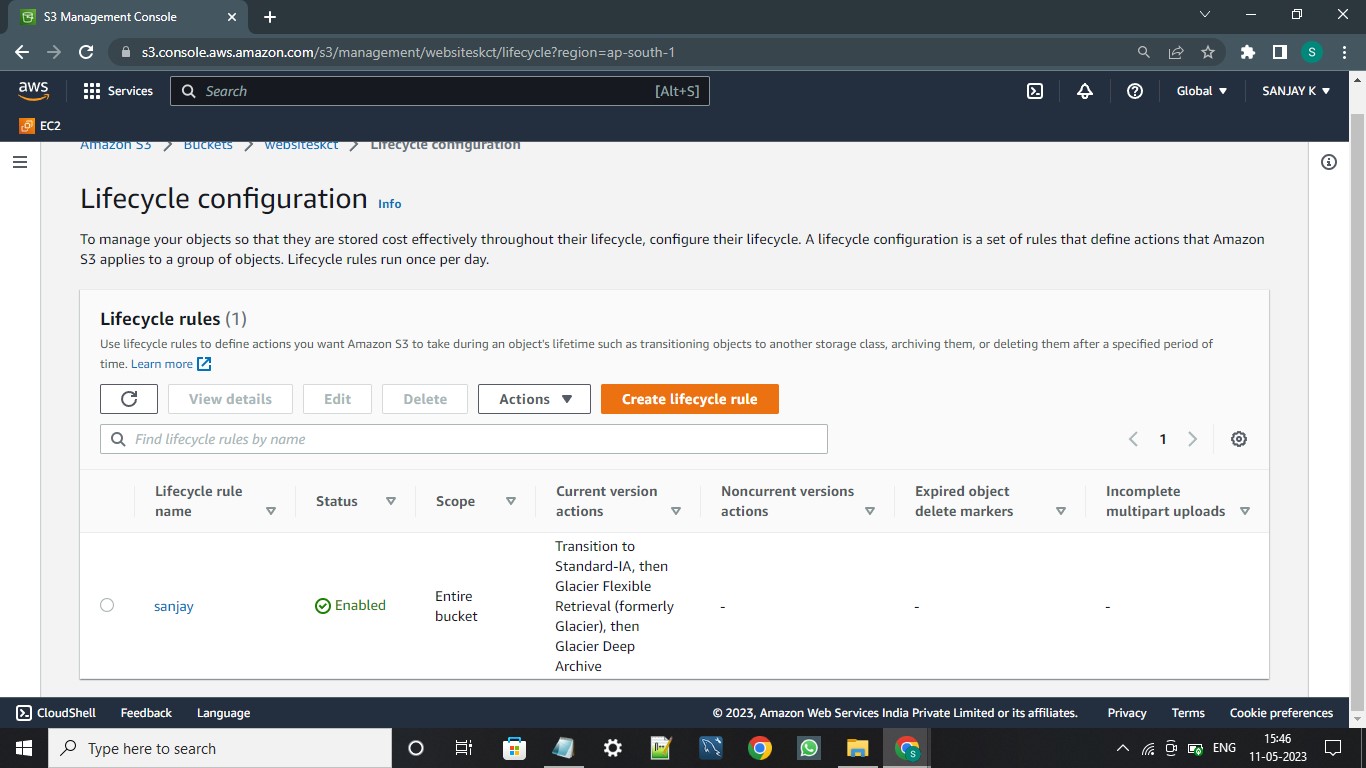 S3 Management Console
s3.console.aws.amazon.com/s3/management/websiteskct/lifecycle?region=ap-south-1
S
aws
Services
Search
[Alt+S]
Global
SANJAY K
EC2
Amazon S3
Buckets
websiteskct
Lifecycle configuration
Lifecycle configuration Info
To manage your objects so that they are stored cost effectively throughout their lifecycle, configure their lifecycle. A lifecycle configuration is a set of rules that define actions that Amazon
S3 applies to a group of objects. Lifecycle rules run once per day.
Lifecycle rules (1)
Use lifecycle rules to define actions you want Amazon S3 to take during an object's lifetime such as transitioning objects to another storage class, archiving them, or deleting them after a specified period of
time. Learn more
View details
Edit
Delete
Actions
Create lifecycle rule
Find lifecycle rules by name
1
Lifecycle rule
name
Status
Scope
Current version
actions
Noncurrent versions
actions
Expired object
delete markers
Incomplete
multipart uploads
sanjay
Enabled
Entire
bucket
Transition to
Standard-IA, then
Glacier Flexible
Retrieval (formerly
Glacier), then
Glacier Deep
Archive
-
-
-
CloudShell
Feedback
Language
© 2023, Amazon Web Services India Private Limited or its affiliates.
Privacy
Terms
Cookie preferences
Type here to search
S
ENG
15:46
11-05-2023